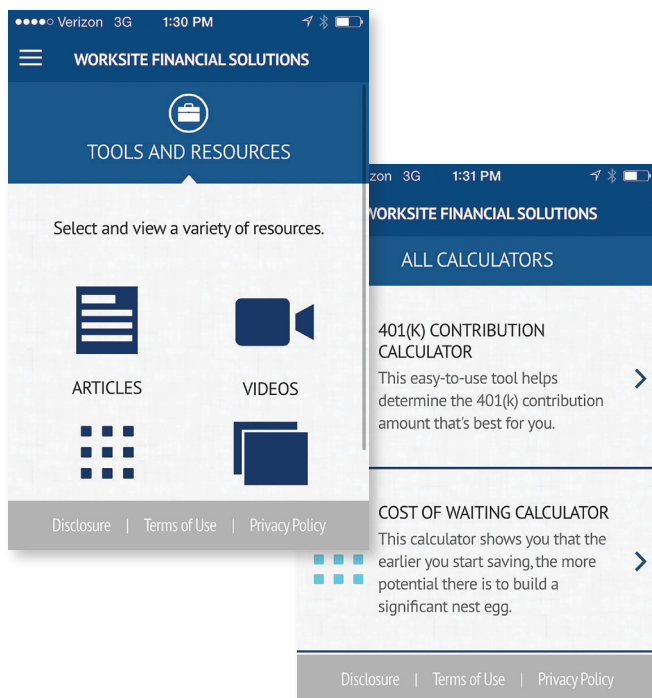 Verizon 3G 1:30 PM
WORKSITE FINANCIAL SOLUTIONS
TOOLS AND RESOURCES
Select and view a variety of resources.
ARTICLES VIDEOS
Disclosure | Terms of Use | Privacy Policy
zon 3G 1:31 PM
WORKSITE FINANCIAL SOLUTIONS
ALL CALCULATORS
401(K) CONTRIBUTION
CALCULATOR
This easy-to-use tool helps
determine the 401(k) contribution
amount that's best for you.
COST OF WAITING CALCULATOR
This calculator shows you that the
earlier you start saving, the more
potential there is to build a
significant nest egg.
Disclosure | Terms of Use | Privacy Policy